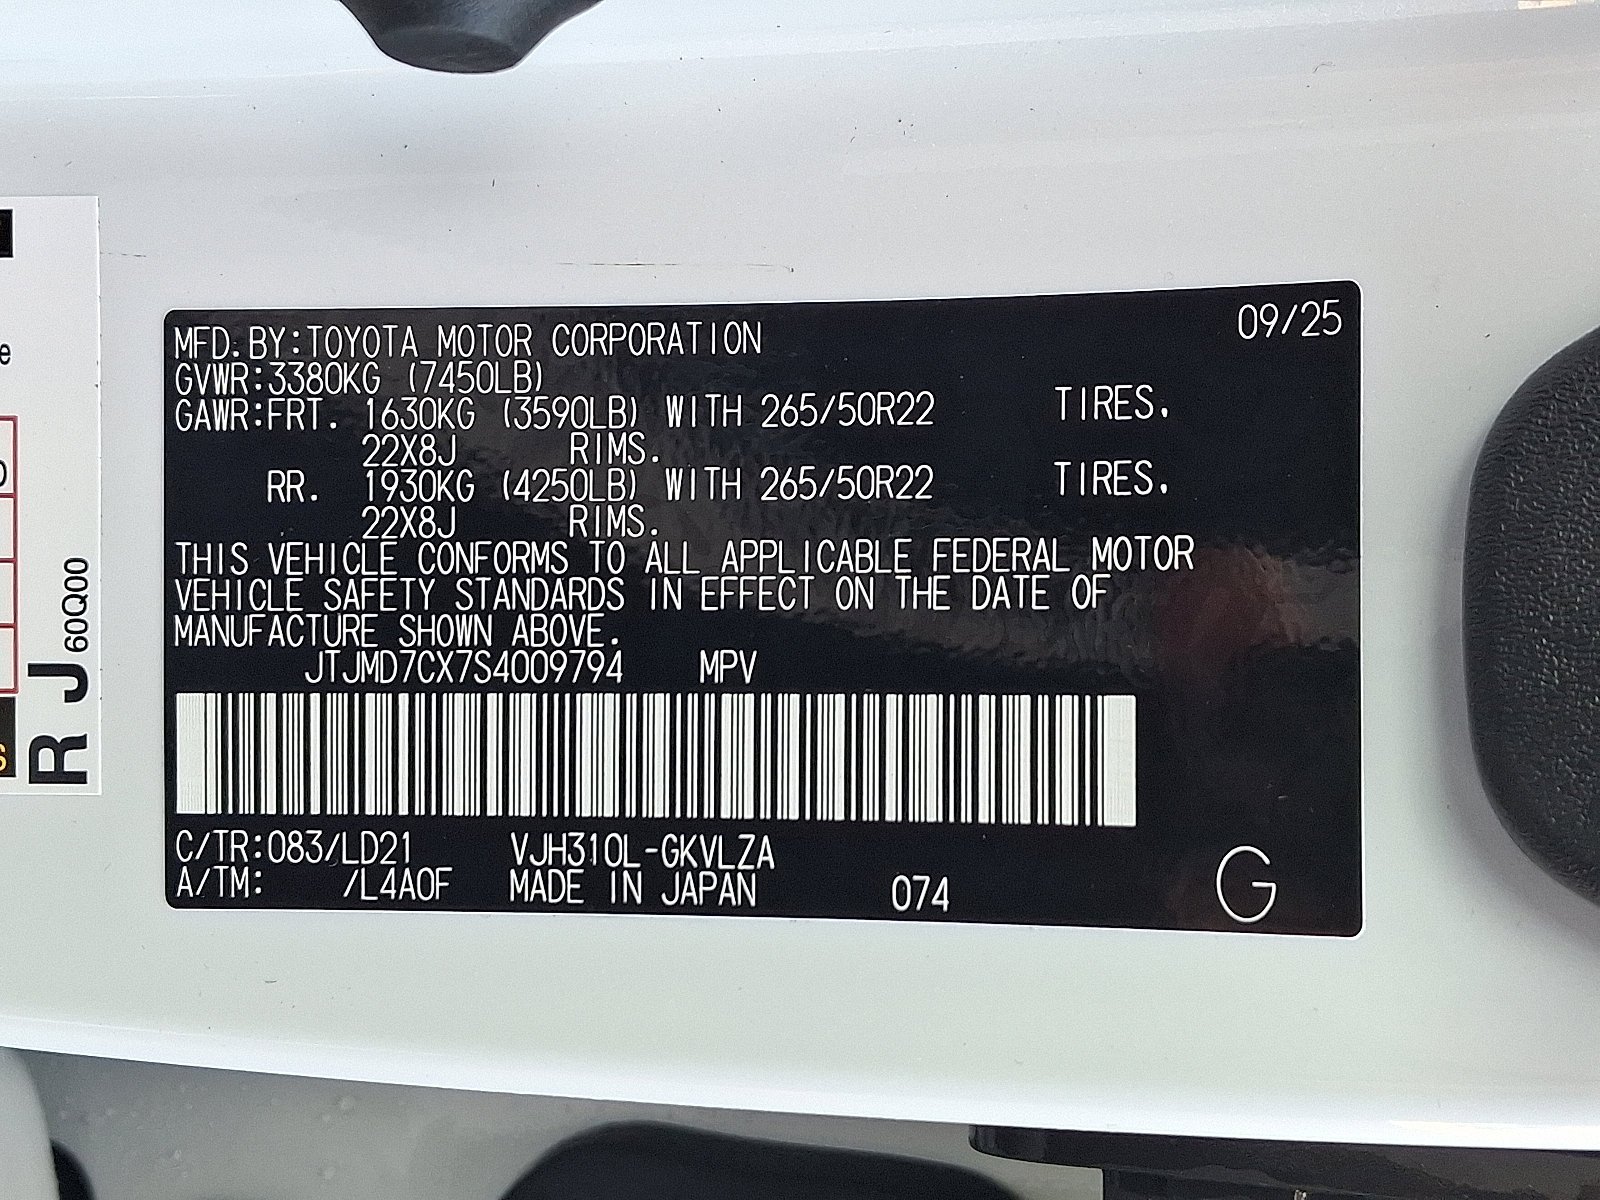 MFD.BY:TOYOTA MOTOR CORPORATION 09/25
GVWR:3380KG (7450LB)
GAWR:FRT. 1630KG (3590LB) WITH 265/50R22 TIRES.
22X8J RIMS.
RR. 1930KG (4250LB) WITH 265/50R22 TIRES.
22X8J RIMS.
THIS VEHICLE CONFORMS TO ALL APPLICABLE FEDERAL MOTOR
VEHICLE SAFETY STANDARDS IN EFFECT ON THE DATE OF
MANUFACTURE SHOWN ABOVE.
JTJMD7CX7S4009794 MPV
C/TR:083/LD21 VJH310L-GKVLZA
A/TM: /L4A0F MADE IN JAPAN 074 G
R J 60Q00